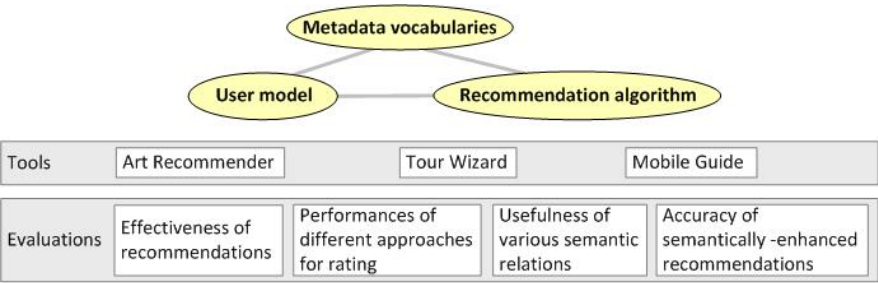 Metadata vocabularies
User model
Recommendation algorithm
Tools
Art Recommender
Tour Wizard
Mobile Guide
Evaluations
Effectiveness of
recommendations
Performances of
different approaches
for rating
Usefulness of
various semantic
relations
Accuracy of
semantically -enhanced
recommendations